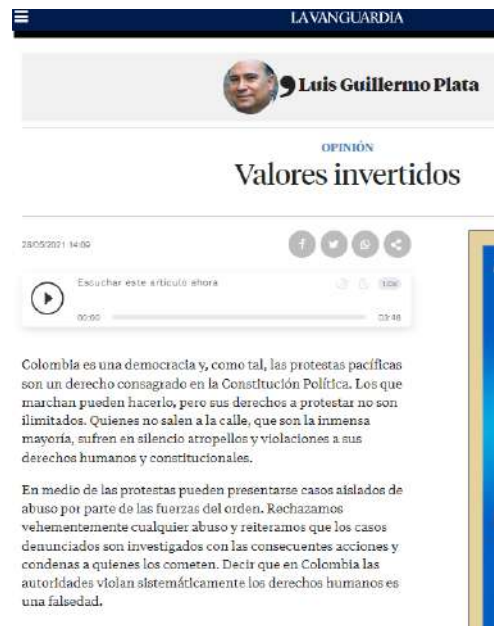 LAVANGUARDIA
Luis Guillermo Plata
OPINIÓN
Valores invertidos
28/05/2021 14:09
Escuchar este artículo ahora
1.0X
00:00
03:48
Colombia es una democracia y, como tal, las protestas pacíficas
son un derecho consagrado en la Constitución Política. Los que
marchan pueden hacerlo, pero sus derechos a protestar no son
ilimitados. Quienes no salen a la calle, que son la inmensa
mayoría, sufren en silencio atropellos y violaciones a sus
derechos humanos y constitucionales.
En medio de las protestas pueden presentarse casos aislados de
abuso por parte de las fuerzas del orden. Rechazamos
vehementemente cualquier abuso y reiteramos que los casos
denunciados son investigados con las consecuentes acciones y
condenas a quienes los cometen. Decir que en Colombia las
autoridades violan sistemáticamente los derechos humanos es
una falsedad.